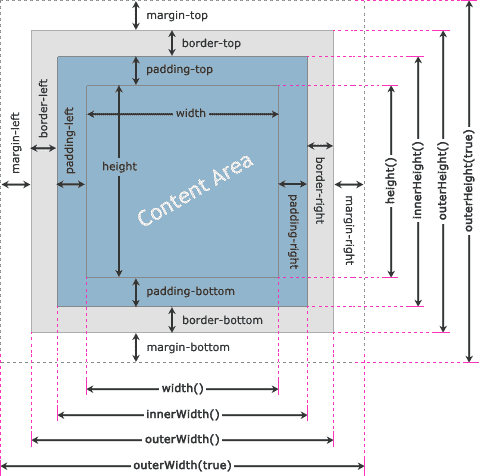 margin-top
border-top
padding-top
width
height
Content Area
margin-left
border-left
padding-left
padding-right
border-right
margin-right
height()
innerHeight()
outerHeight()
outerHeight(true)
padding-bottom
border-bottom
margin-bottom
width()
innerWidth()
outerWidth()
outerWidth(true)